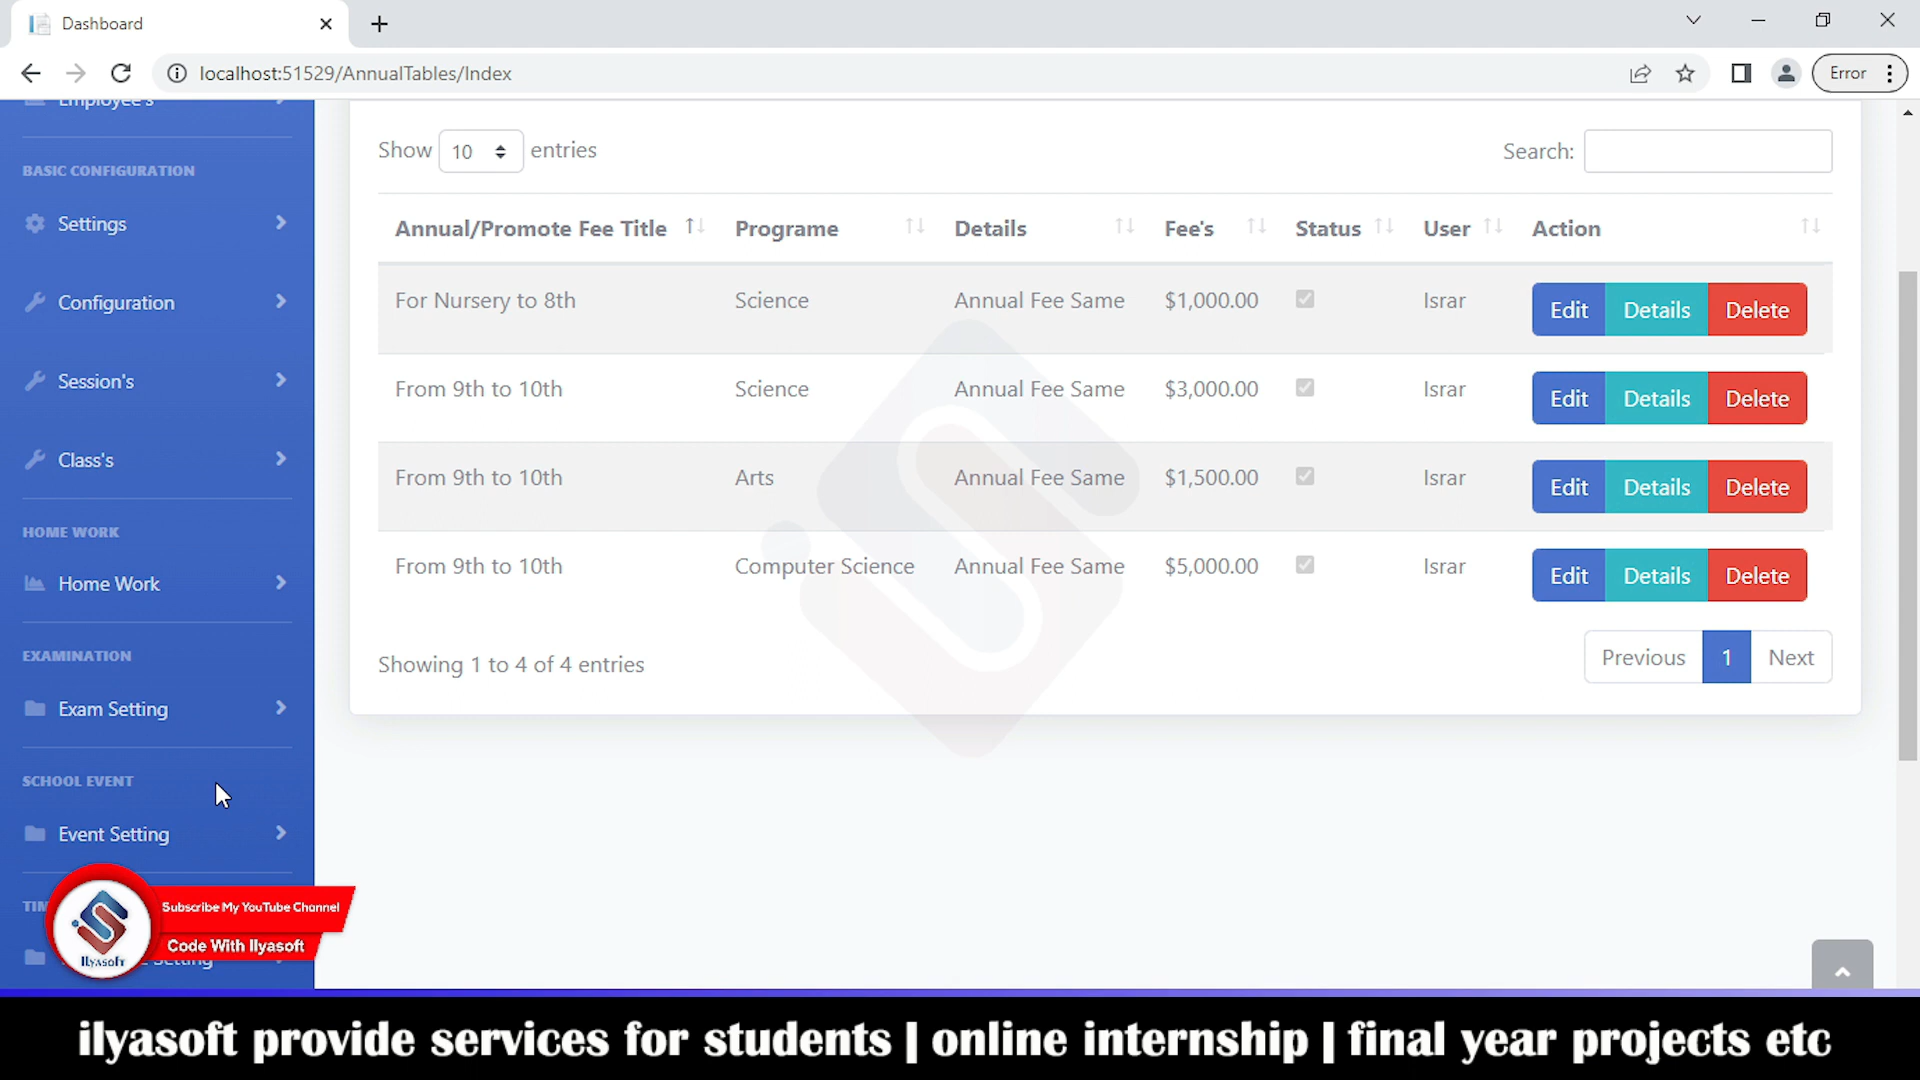 Dashboard
localhost:51529/AnnualTables/Index
Error
Employee's
BASIC CONFIGURATION
Settings
Configuration
Session's
Class's
HOME WORK
Home Work
EXAMINATION
Exam Setting
SCHOOL EVENT
Event Setting
Show 10 entries
Search:
Annual/Promote Fee Title Programe Details Fee's Status User Action
For Nursery to 8th Science Annual Fee Same $1,000.00 Israr Edit Details Delete
From 9th to 10th Science Annual Fee Same $3,000.00 Israr Edit Details Delete
From 9th to 10th Arts Annual Fee Same $1,500.00 Israr Edit Details Delete
From 9th to 10th Computer Science Annual Fee Same $5,000.00 Israr Edit Details Delete
Showing 1 to 4 of 4 entries
Previous 1 Next
Subscribe My YouTube Channel
Code With Ilyasoft
Ilyasoft
Setting
ilyasoft provide services for students | online internship | final year projects etc